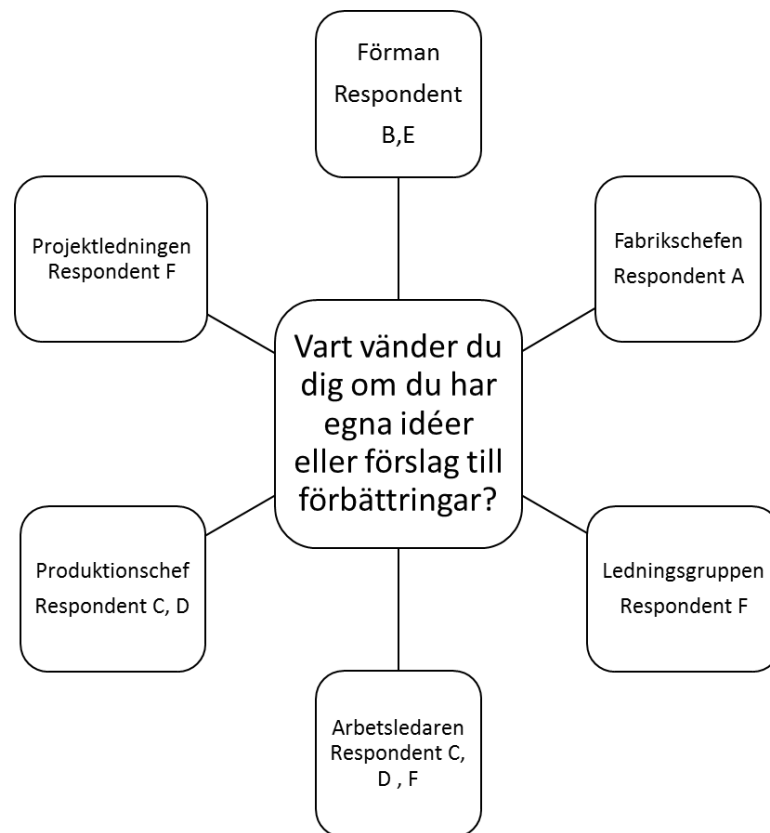 Förman
Respondent
B,E
Projektledningen
Respondent F
Fabrikschefen
Respondent A
Vart vänder du
dig om du har
egna idéer
eller förslag till
förbättringar?
Produktionschef
Respondent C, D
Ledningsgruppen
Respondent F
Arbetsledaren
Respondent C,
D , F